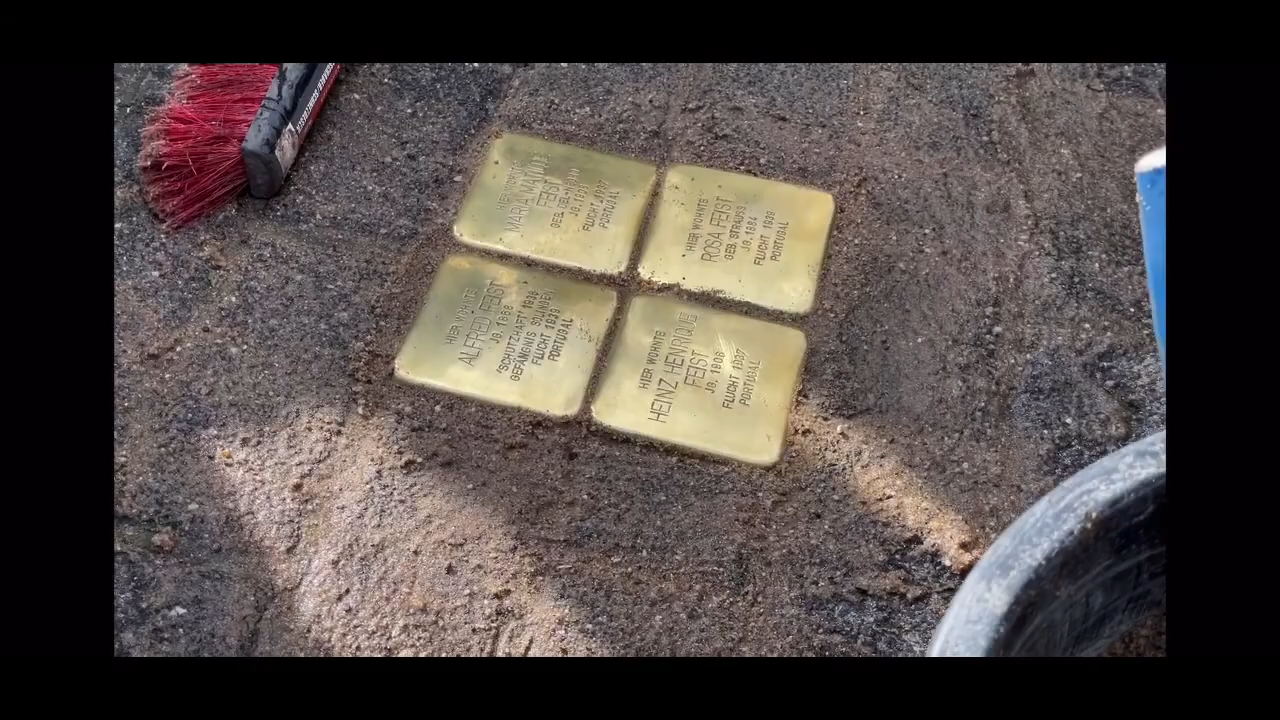 HIER WOHNTE
FEIST
FLUCHT 1937
PORTUGAL
HIER WOHNTE
ROSA FEIST
GEB. STRAUSS
JG. 1884
FLUCHT 1939
PORTUGAL
HIER WOHNTE
ALFRED FEIST
JG. 1868
'SCHUTZHAFT' 1938
GEFÄNGNIS SOLINGEN
FLUCHT 1939
PORTUGAL
HIER WOHNTE
HEINZ HENRIQUE
FEIST
JG. 1906
FLUCHT 1937
PORTUGAL